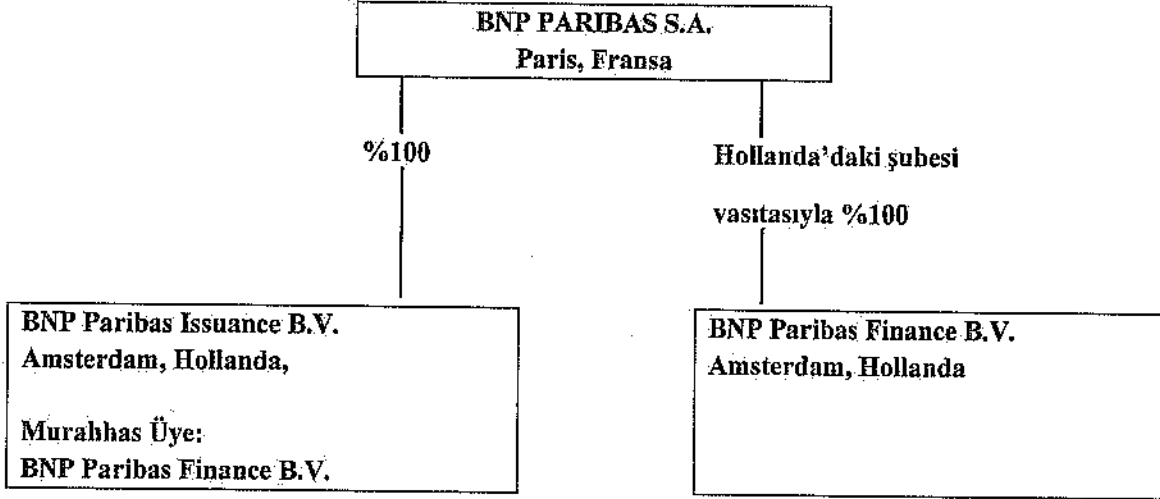 BNP PARIBAS S.A.
Paris, Fransa
%100
Hollanda'daki şubesi
vasıtasıyla %100
BNP Paribas Issuance B.V.
Amsterdam, Hollanda,
Murahhas Üye:
BNP Paribas Finance B.V.
BNP Paribas Finance B.V.
Amsterdam, Hollanda